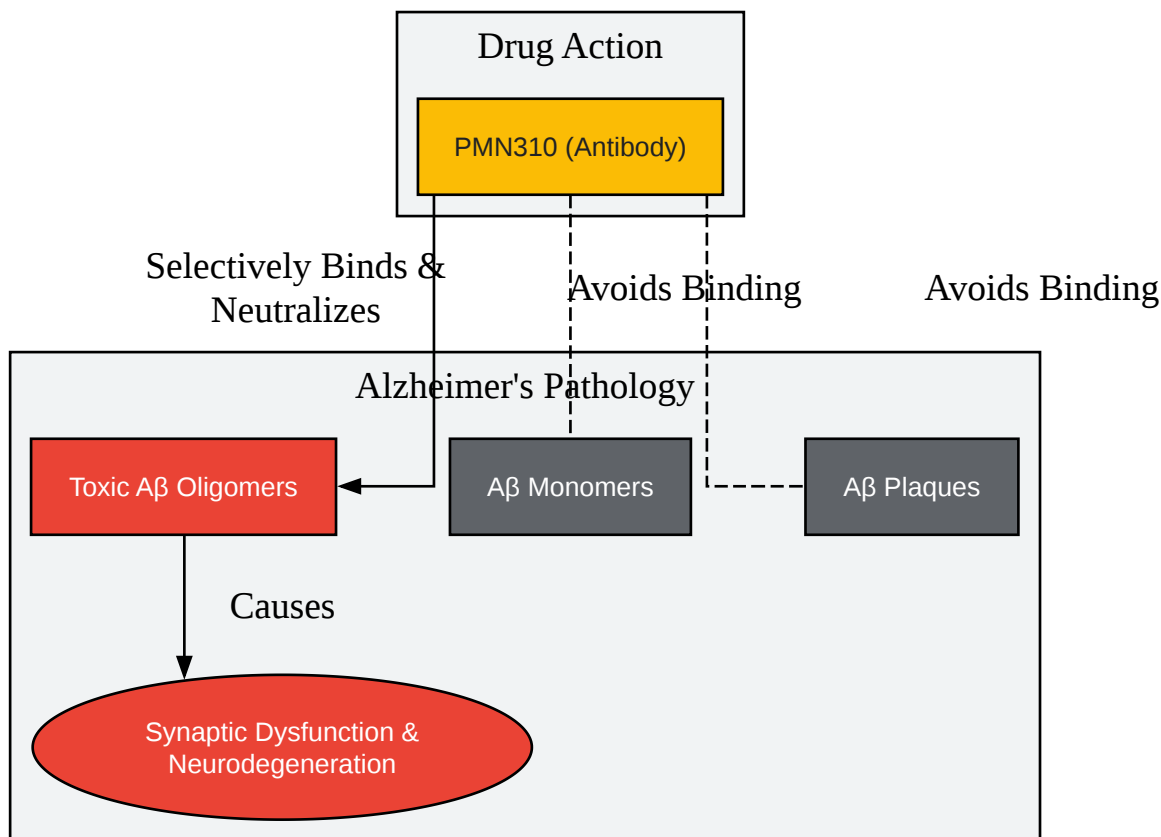 Drug Action
PMN310 (Antibody)
Selectively Binds &
Neutralizes
Avoids Binding
Avoids Binding
Alzheimer's Pathology
Toxic Aβ Oligomers
Aβ Monomers
Aβ Plaques
Causes
Synaptic Dysfunction &
Neurodegeneration